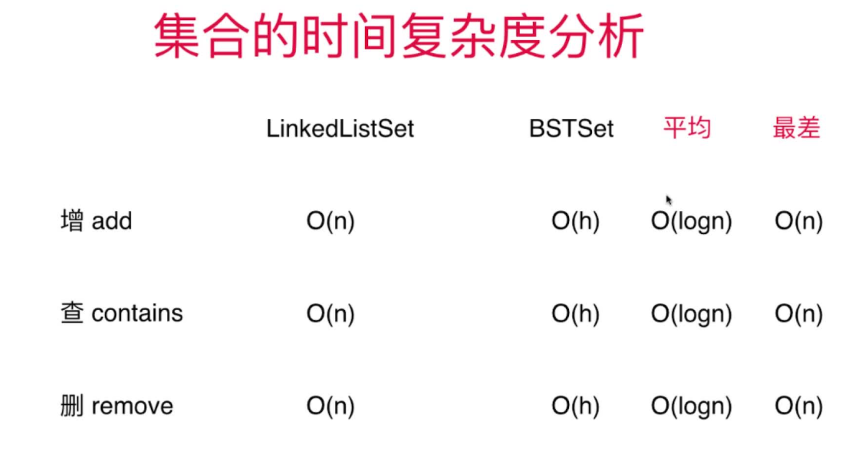 集合的时间复杂度分析
LinkedListSet BSTSet 平均 最差
增 add O(n) O(h) O(logn) O(n)
查 contains O(n) O(h) O(logn) O(n)
删 remove O(n) O(h) O(logn) O(n)